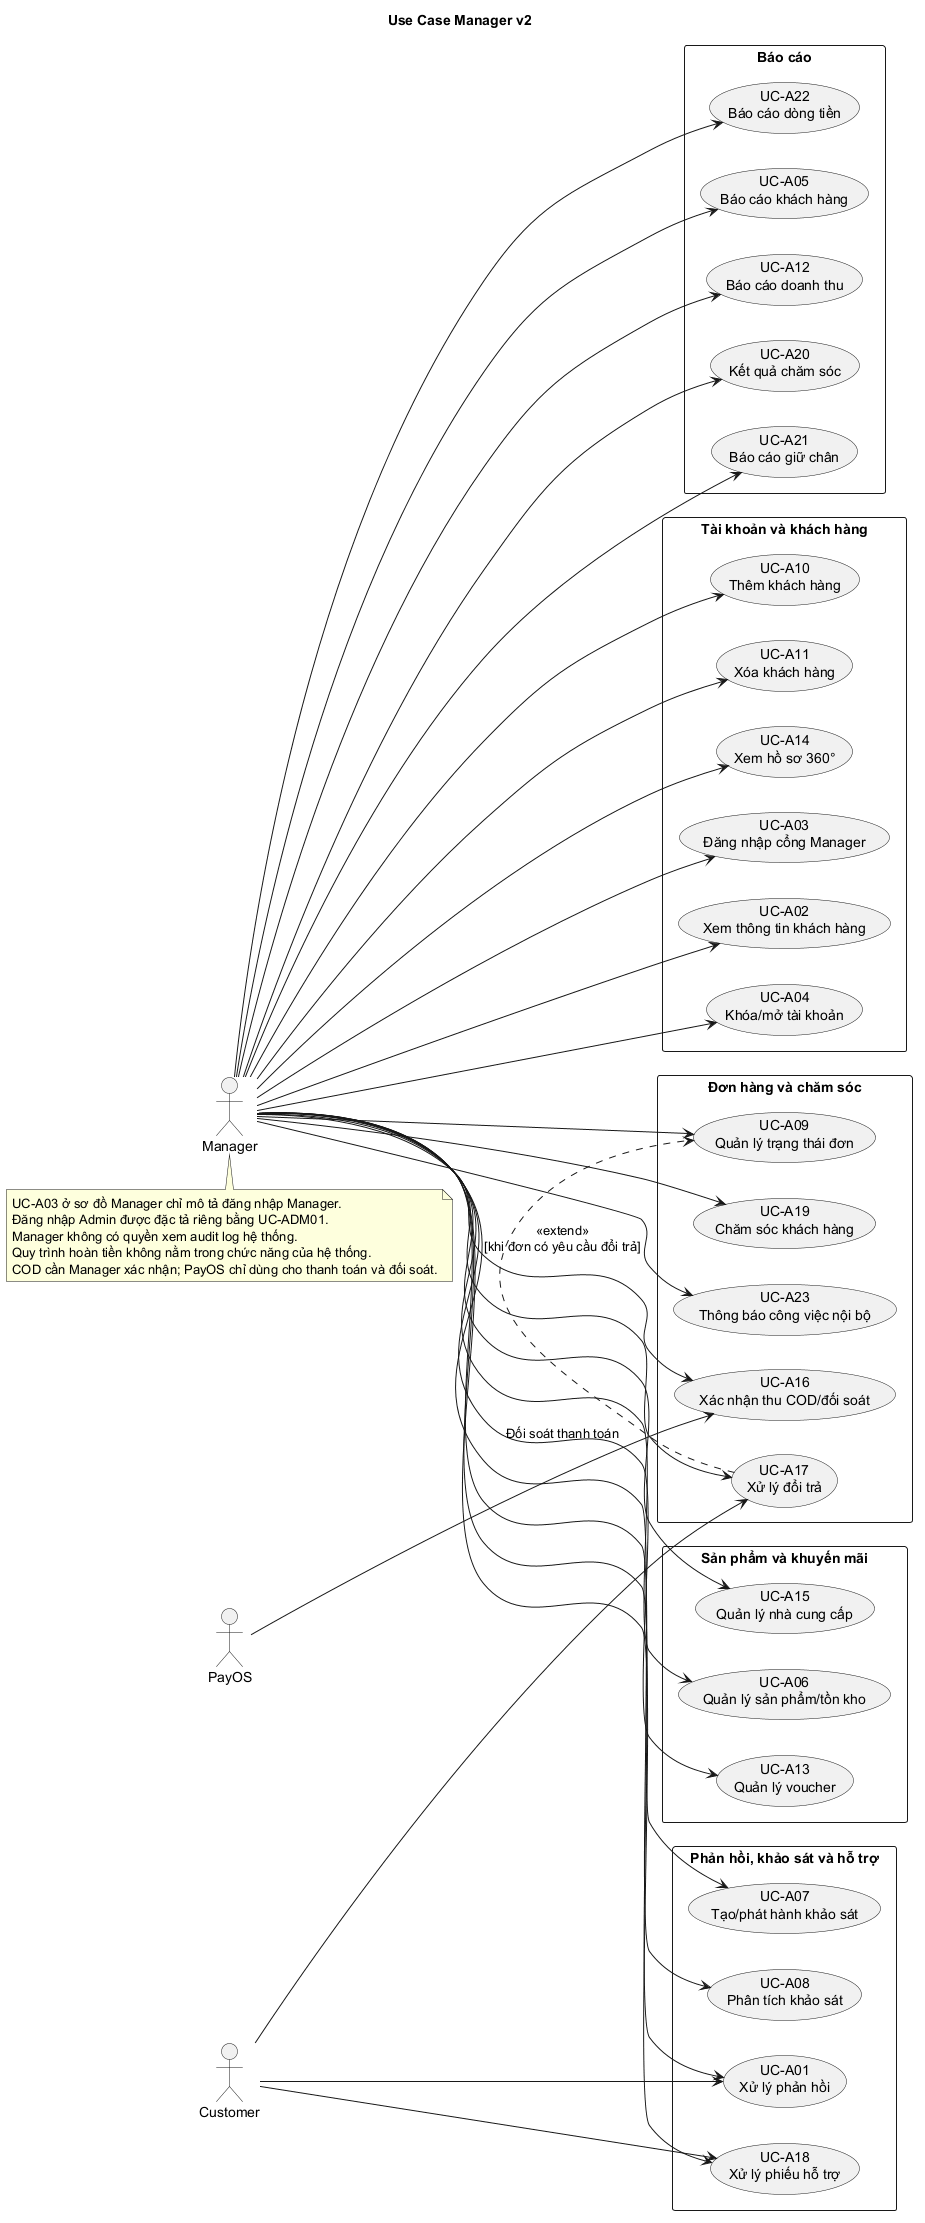 Use Case Manager v2
Báo cáo
UC-A22
Báo cáo dòng tiền
UC-A05
Báo cáo khách hàng
UC-A12
Báo cáo doanh thu
UC-A20
Kết quả chăm sóc
UC-A21
Báo cáo giữ chân
Tài khoản và khách hàng
UC-A10
Thêm khách hàng
UC-A11
Xóa khách hàng
UC-A14
Xem hồ sơ 360°
UC-A03
Đăng nhập cổng Manager
UC-A02
Xem thông tin khách hàng
UC-A04
Khóa/mở tài khoản
Manager
UC-A03 ở sơ đồ Manager chỉ mô tả đăng nhập Manager.
Đăng nhập Admin được đặc tả riêng bằng UC-ADM01.
Manager không có quyền xem audit log hệ thống.
Quy trình hoàn tiền không nằm trong chức năng của hệ thống.
COD cần Manager xác nhận; PayOS chỉ dùng cho thanh toán và đối soát.
Đơn hàng và chăm sóc
UC-A09
Quản lý trạng thái đơn
UC-A19
Chăm sóc khách hàng
«extend»
[khi đơn có yêu cầu đổi trả]
UC-A23
Thông báo công việc nội bộ
UC-A16
Xác nhận thu COD/đối soát
Đối soát thanh toán
UC-A17
Xử lý đổi trả
Sản phẩm và khuyến mãi
UC-A15
Quản lý nhà cung cấp
PayOS
UC-A06
Quản lý sản phẩm/tồn kho
UC-A13
Quản lý voucher
Phản hồi, khảo sát và hỗ trợ
UC-A07
Tạo/phát hành khảo sát
UC-A08
Phân tích khảo sát
UC-A01
Xử lý phản hồi
Customer
UC-A18
Xử lý phiếu hỗ trợ